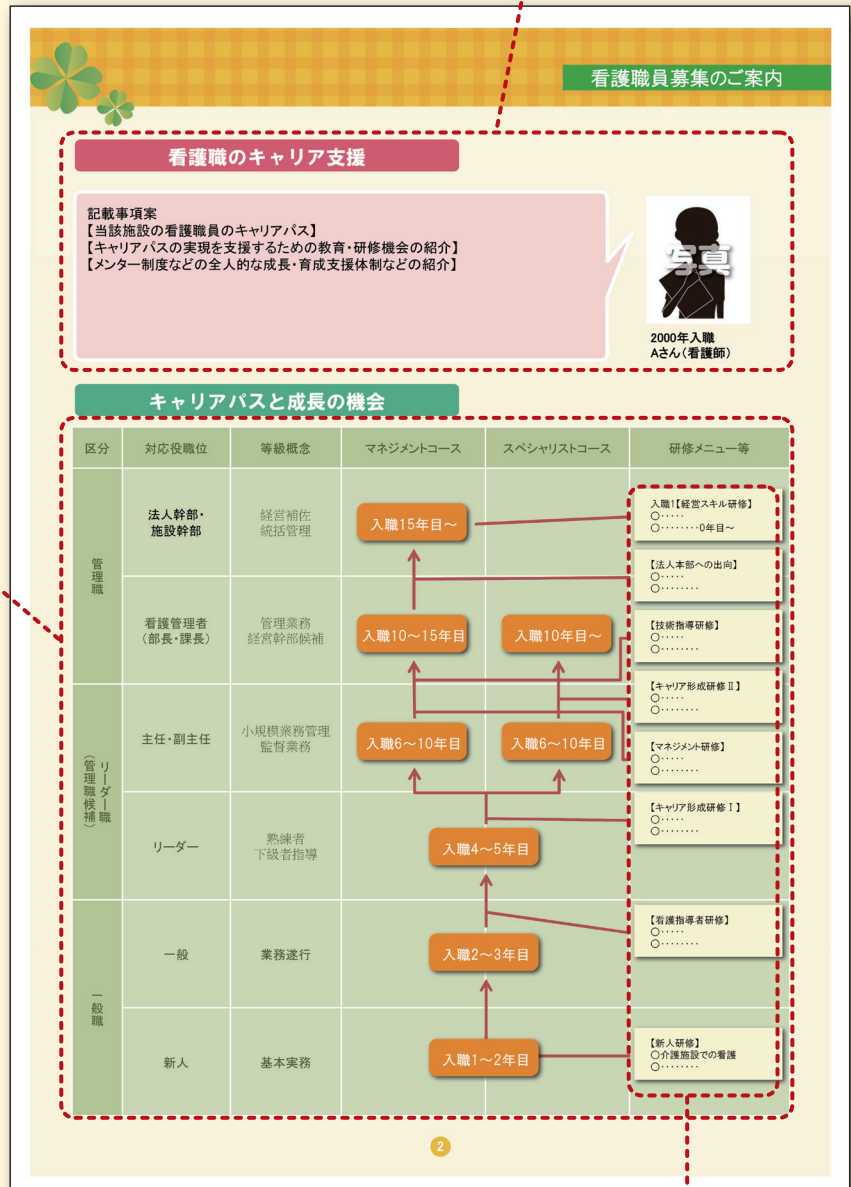 看護職員募集のご案内
看護職のキャリア支援
記載事項案
【当該施設の看護職員のキャリアパス】
【キャリアパスの実現を支援するための教育・研修機会の紹介】
【メンター制度などの全人的な成長・育成支援体制などの紹介】
写真
2000年入職
Aさん（看護師）
キャリアパスと成長の機会
区分 対応役職位 等級概念 マネジメントコース スペシャリストコース 研修メニュー等
管理職
法人幹部・
施設幹部
経営補佐
統括管理
入職15年目～
入職1【経営スキル研修】
○‥‥‥
○‥‥‥‥0年目～
【法人本部への出向】
○‥‥‥
○‥‥‥‥
看護管理者
（部長・課長）
管理業務
経営幹部候補
入職10～15年目
入職10年目～
【技術指導研修】
○‥‥‥
○‥‥‥‥
【キャリア形成研修Ⅱ】
○‥‥‥
○‥‥‥‥
リーダー職
（管理職候補）
主任・副主任
小規模業務管理
監督業務
入職6～10年目
入職6～10年目
【マネジメント研修】
○‥‥‥
○‥‥‥‥
【キャリア形成研修Ⅰ】
○‥‥‥
○‥‥‥‥
リーダー
熟練者
下級者指導
入職4～5年目
一般職
一般
業務遂行
入職2～3年目
【看護指導者研修】
○‥‥‥
○‥‥‥‥
新人
基本実務
入職1～2年目
【新人研修】
○介護施設での看護
○‥‥‥‥
2